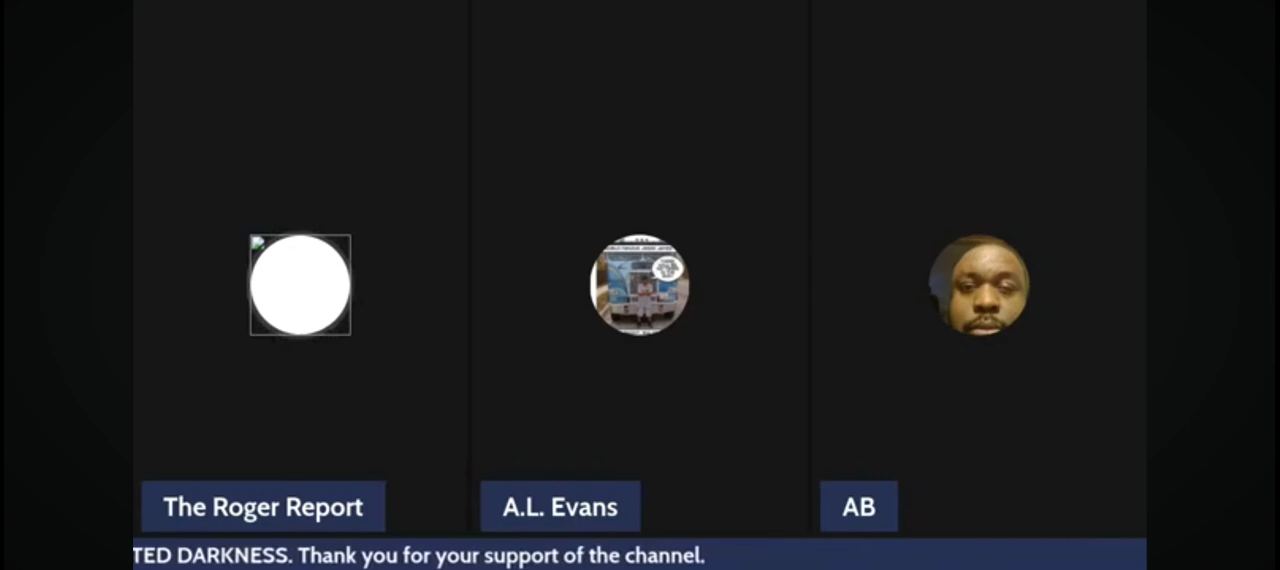 The Roger Report
A.L. Evans
AB
TED DARKNESS. Thank you for your support of the channel.